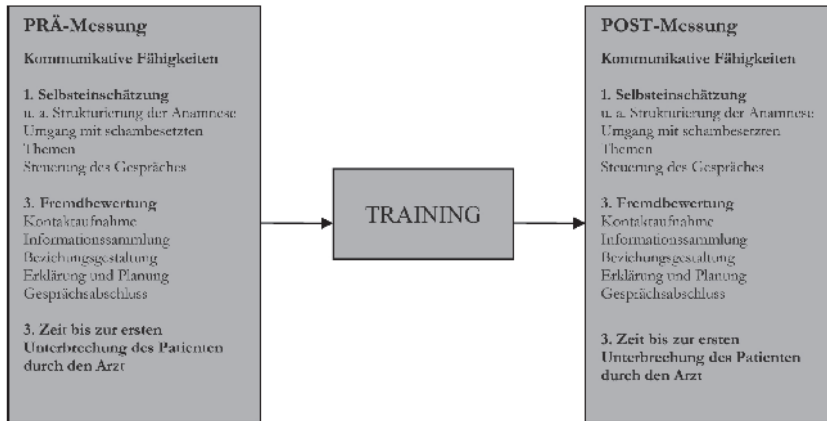 PRÄ-Messung
Kommunikative Fähigkeiten
1. Selbsteinschätzung
u. a. Strukturierung der Anamnese
Umgang mit schambesetzten
Themen
Steuerung des Gespräches
3. Fremdbewertung
Kontaktaufnahme
Informationssammlung
Beziehungsgestaltung
Erklärung und Planung
Gesprächsabschluss
3. Zeit bis zur ersten
Unterbrechung des Patienten
durch den Arzt
TRAINING
POST-Messung
Kommunikative Fähigkeiten
1. Selbsteinschätzung
u. a. Strukturierung der Anamnese
Umgang mit schambesetzten
Themen
Steuerung des Gespräches
3. Fremdbewertung
Kontaktaufnahme
Informationssammlung
Beziehungsgestaltung
Erklärung und Planung
Gesprächsabschluss
3. Zeit bis zur ersten
Unterbrechung des Patienten
durch den Arzt